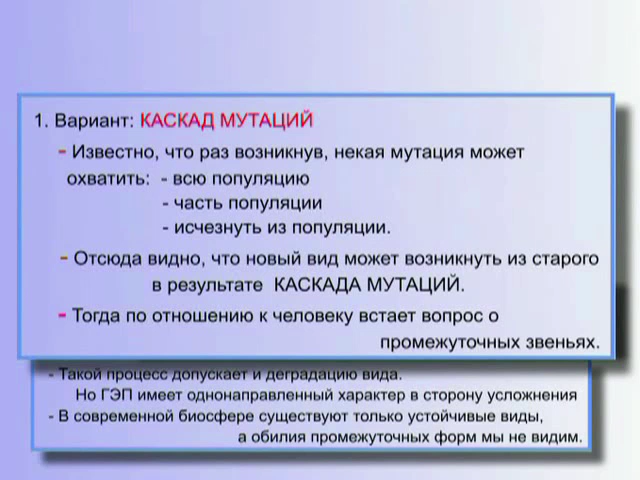 1. Вариант: КАСКАД МУТАЦИЙ
- Известно, что раз возникнув, некая мутация может
охватить: - всю популяцию
- часть популяции
- исчезнуть из популяции.
- Отсюда видно, что новый вид может возникнуть из старого
в результате КАСКАДА МУТАЦИЙ.
- Тогда по отношению к человеку встает вопрос о
промежуточных звеньях.
- Такой процесс допускает и деградацию вида.
Но ГЭП имеет однонаправленный характер в сторону усложнения
- В современной биосфере существуют только устойчивые виды,
а обилия промежуточных форм мы не видим.